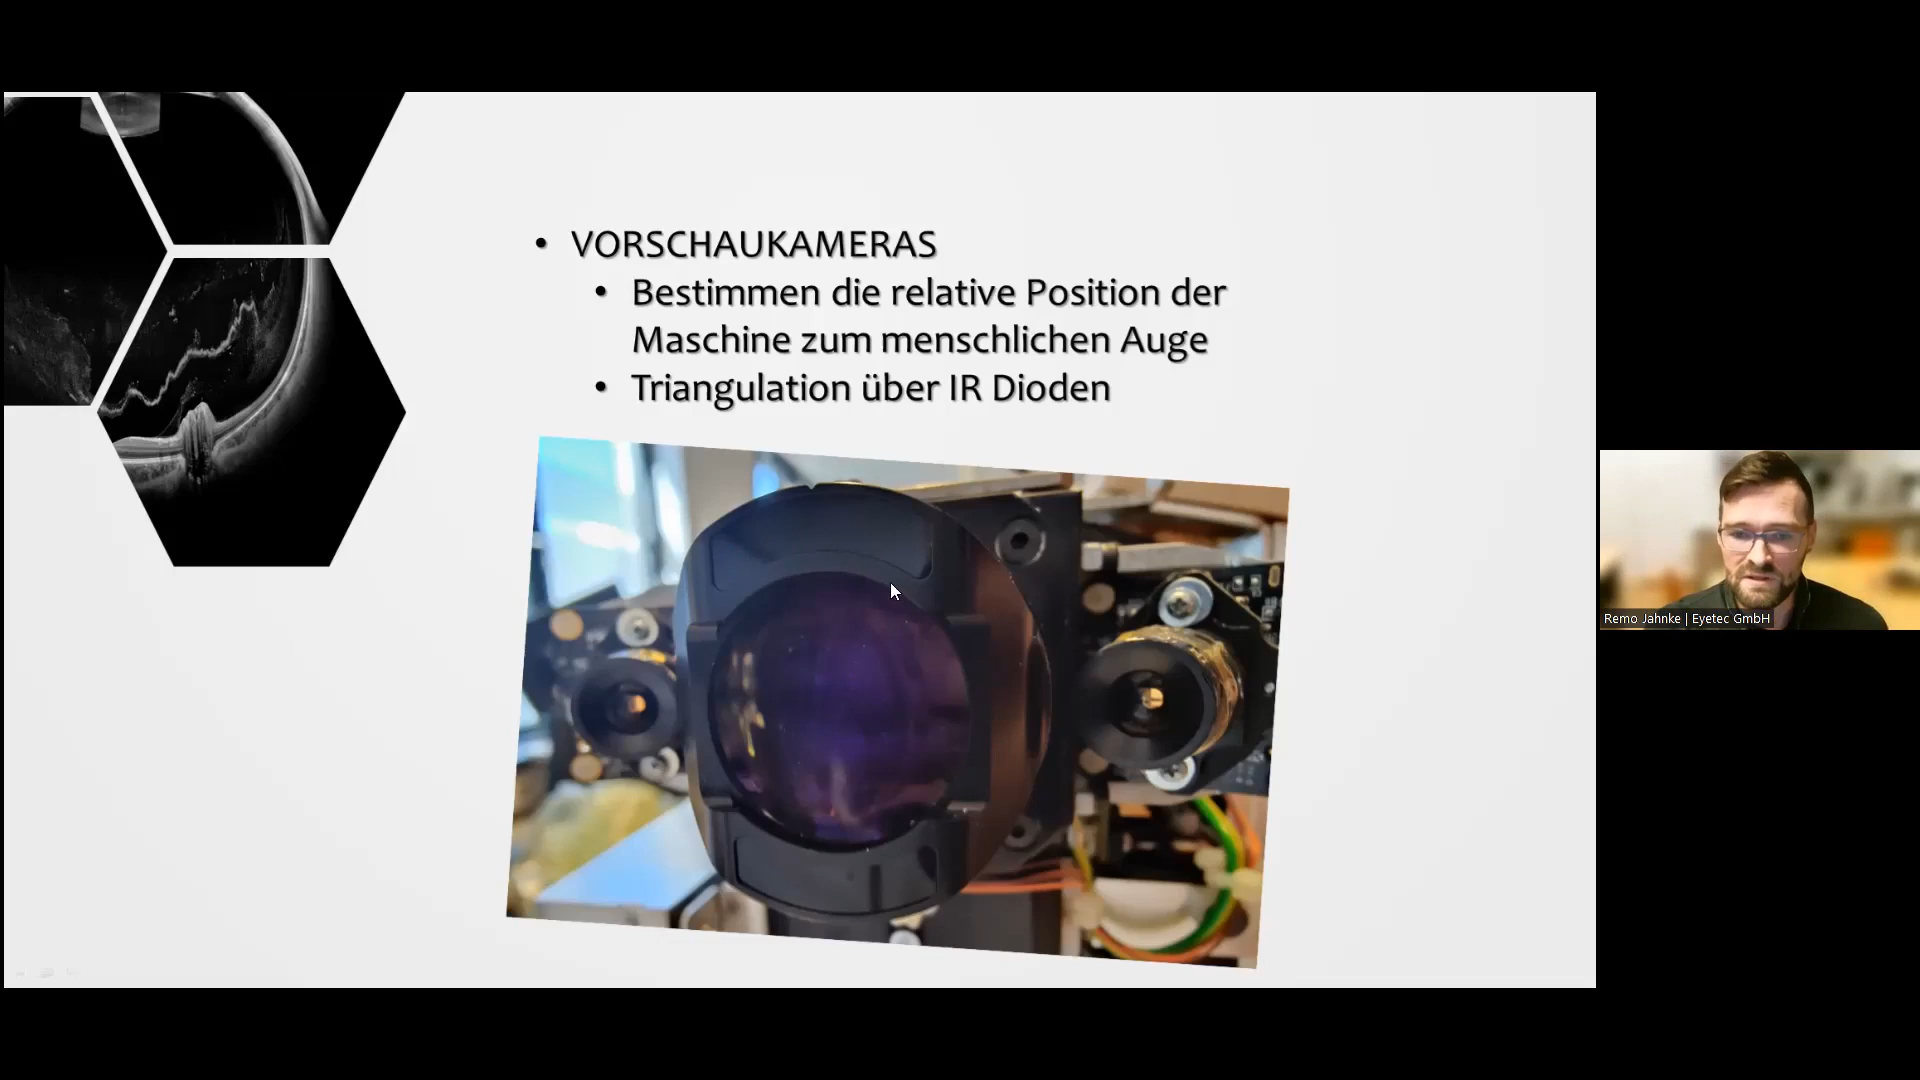 • VORSCHAUKAMERAS
• Bestimmen die relative Position der
Maschine zum menschlichen Auge
• Triangulation über IR Dioden
Remo Jahnke | Eyetec GmbH